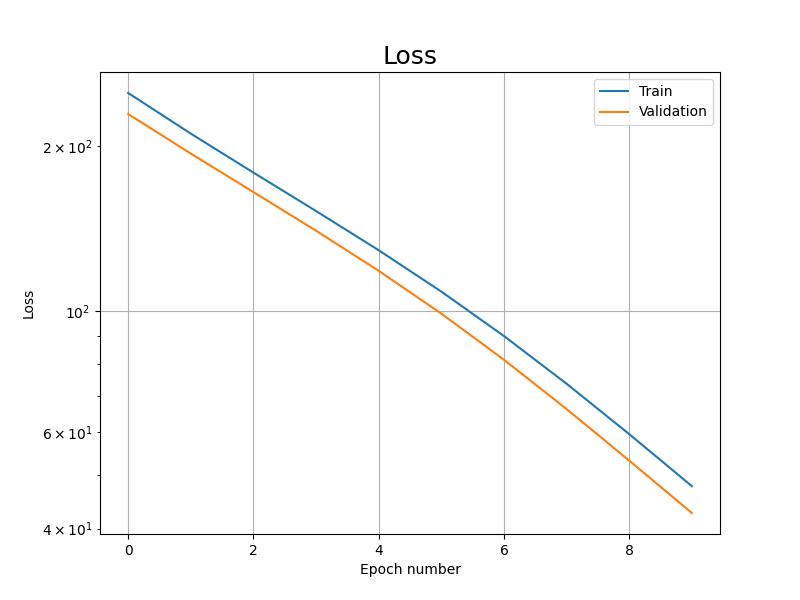 Loss
Train
Validation
2 × 10²
10²
6 × 10¹
4 × 10¹
Loss
0 2 4 6 8
Epoch number